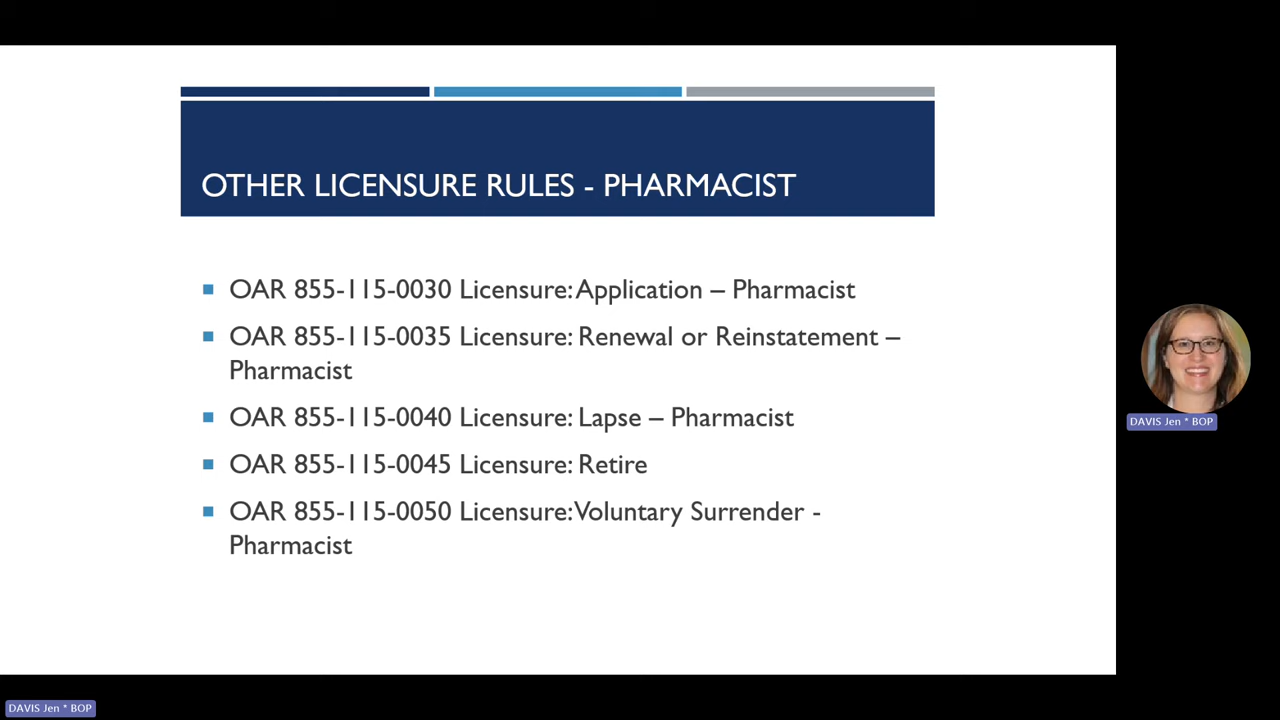 OTHER LICENSURE RULES - PHARMACIST
OAR 855-115-0030 Licensure: Application – Pharmacist
OAR 855-115-0035 Licensure: Renewal or Reinstatement –
Pharmacist
OAR 855-115-0040 Licensure: Lapse – Pharmacist
OAR 855-115-0045 Licensure: Retire
OAR 855-115-0050 Licensure: Voluntary Surrender -
Pharmacist
DAVIS Jen * BOP
DAVIS Jen * BOP